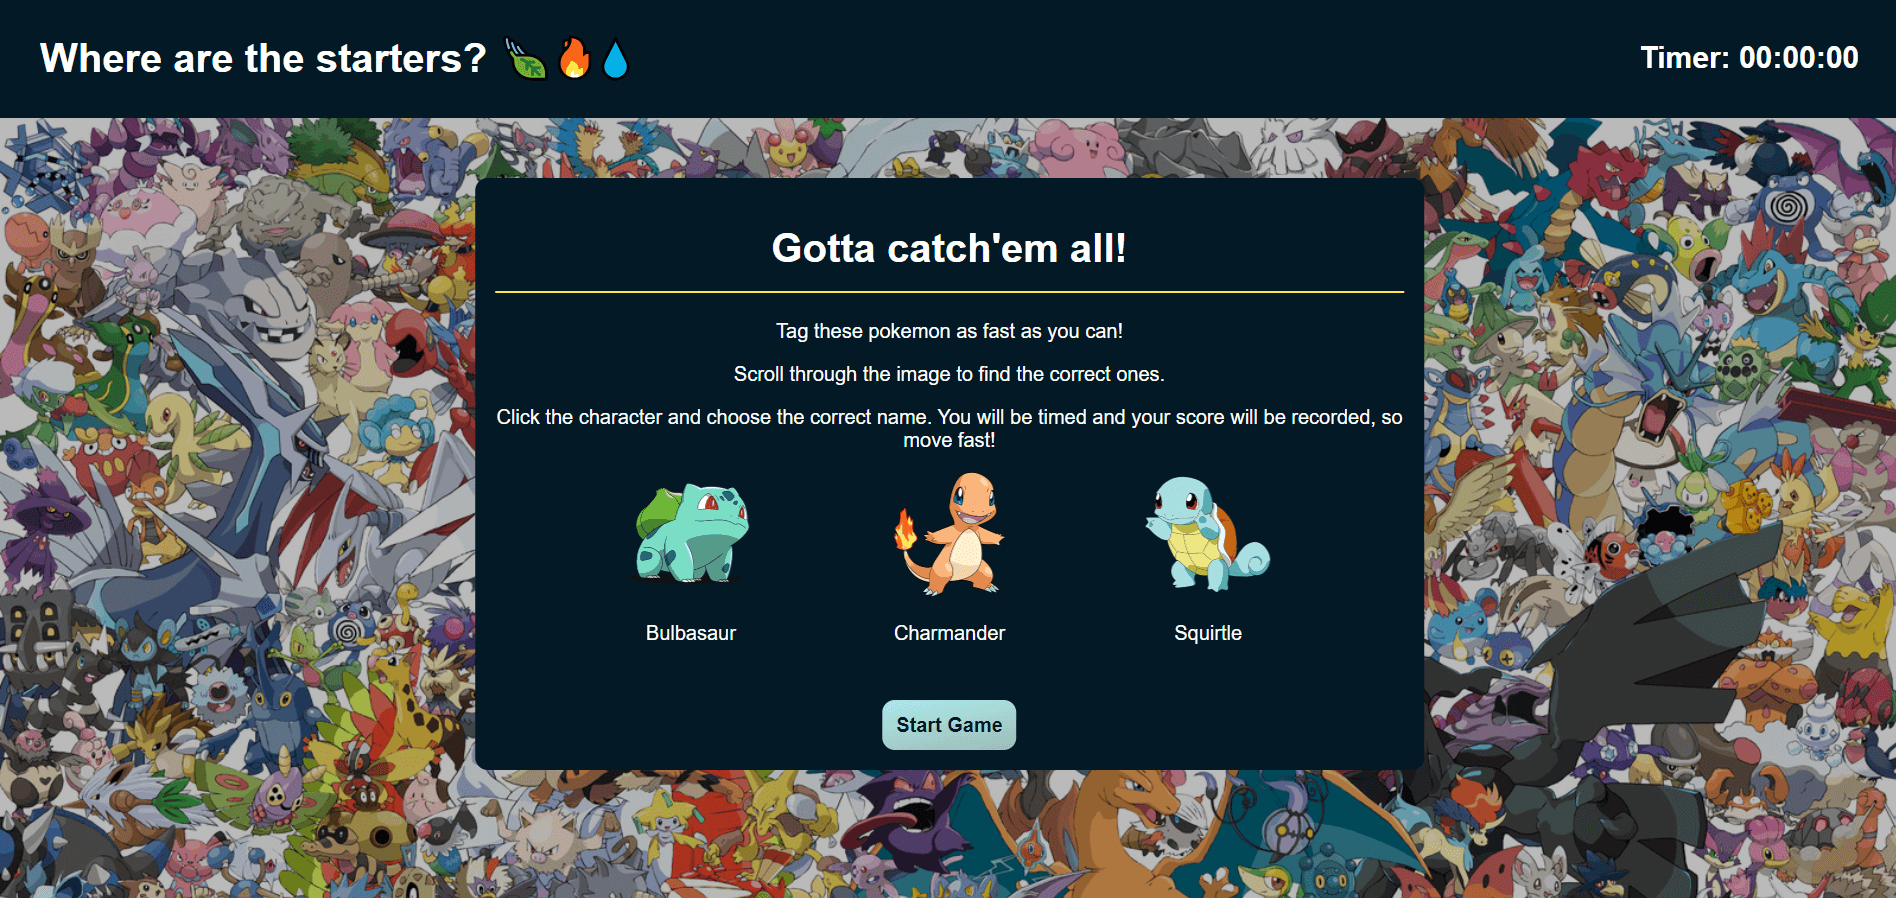 Where are the starters?
Timer: 00:00:00
Gotta catch'em all!
Tag these pokemon as fast as you can!
Scroll through the image to find the correct ones.
Click the character and choose the correct name. You will be timed and your score will be recorded, so
move fast!
Bulbasaur
Charmander
Squirtle
Start Game